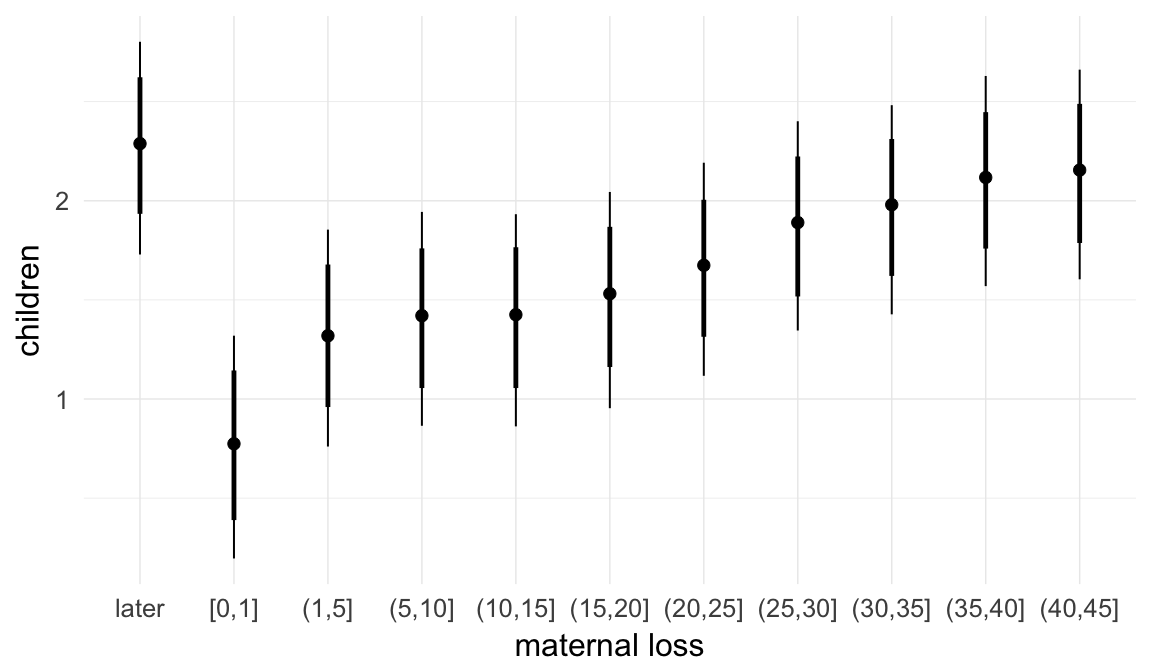 children
2
1
later [0,1] (1,5] (5,10] (10,15] (15,20] (20,25] (25,30] (30,35] (35,40] (40,45]
maternal loss